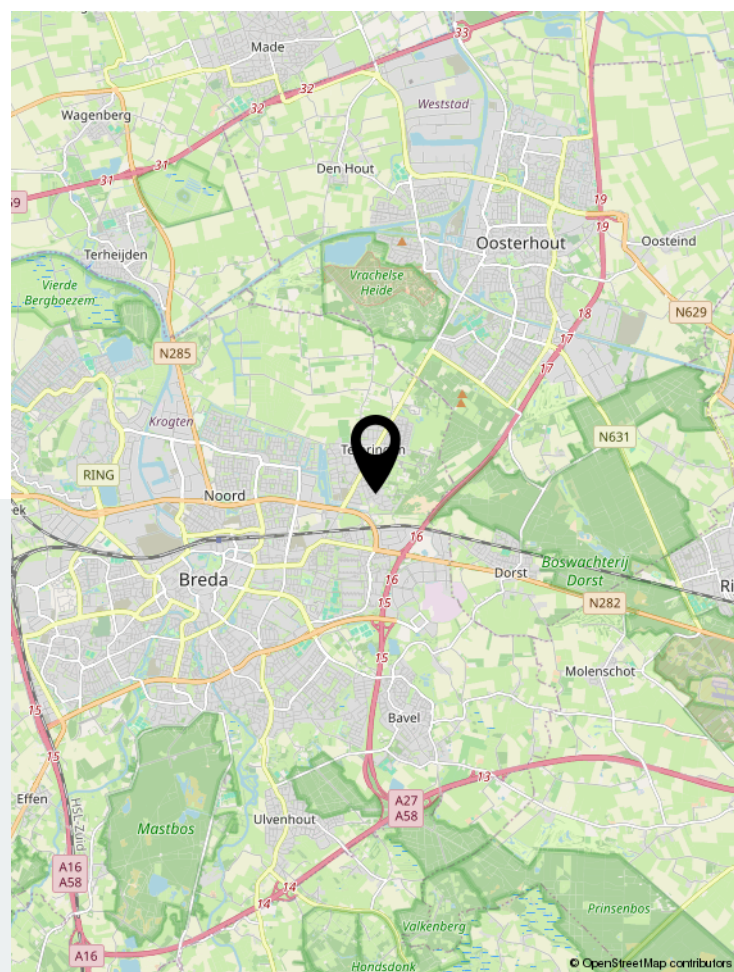 33
Made
32
32
Weststad
Wagenberg
31
31
Den Hout
59
19
19
Oosterhout
Oosteind
Terheijden
Vrachelse
Heide
Vierde
Bergboezem
18
N629
17
N285
17
Krogten
N631
RING
Noord
16
Boswachterij
Dorst
Breda
16
Dorst
15
N282
15
Molenschot
15
Bavel
15
13
Effen
A27
A58
HSL-Zuid
Mastbos
Ulvenhout
A16
A58
14
14
Prinsenbos
Valkenberg
A16
Hondsdonk
© OpenStreetMap contributors